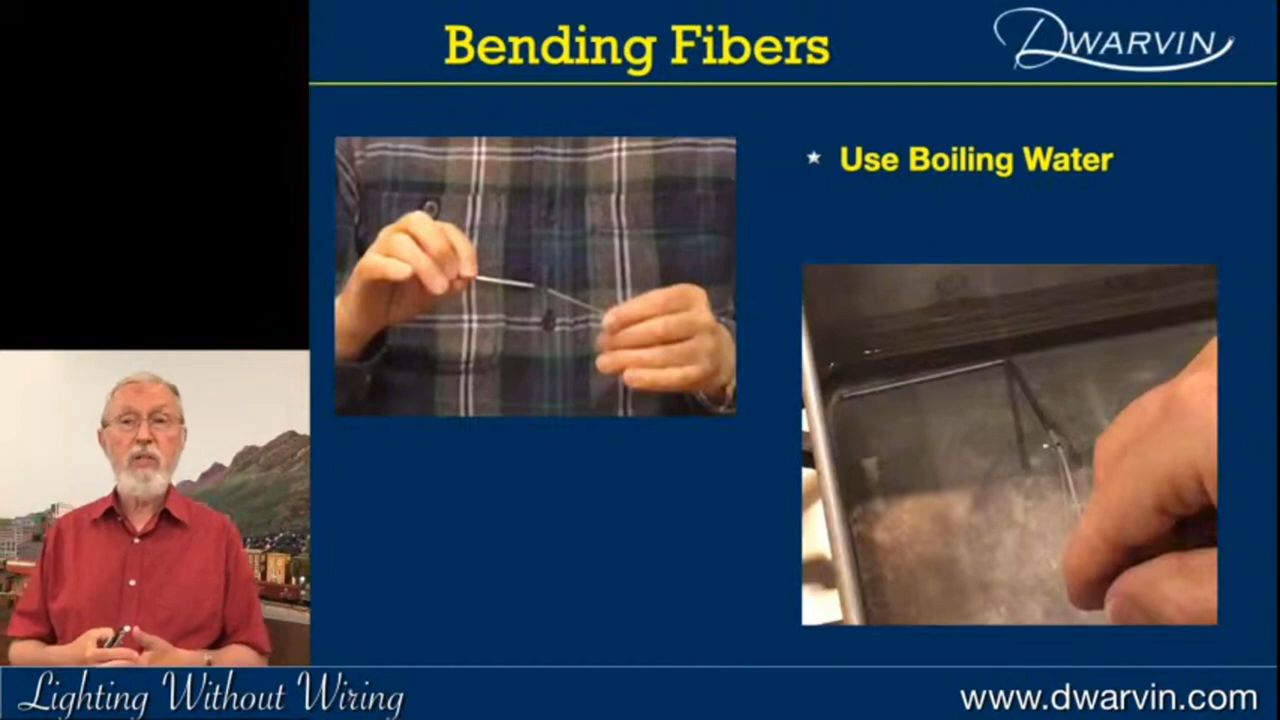 Bending Fibers
DWARVIN
Use Boiling Water
Lighting Without Wiring
www.dwarvin.com